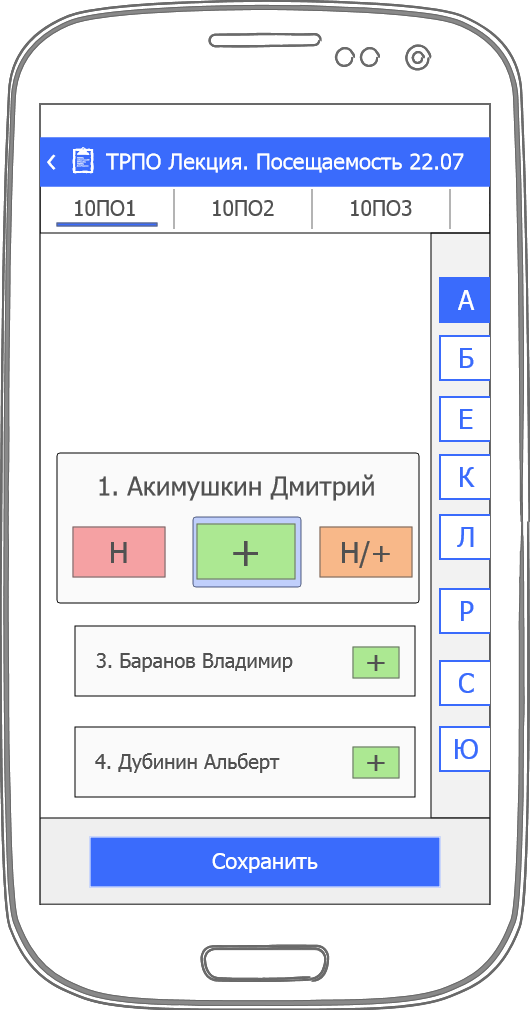 ТРПО Лекция. Посещаемость 22.07
10ПО1 10ПО2 10ПО3
А
Б
Е
К
1. Акимушкин Дмитрий
Н + Н/+
Л
Р
3. Баранов Владимир +
С
4. Дубинин Альберт +
Ю
Сохранить